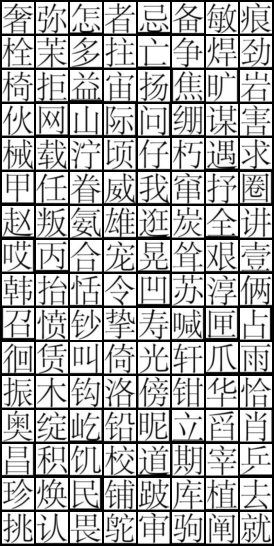 奢弥怎者忌备敏痕
栓茉多拄亡争焊劲
椅拒益宙扬焦旷岩
伙网山际问绷谋害
械载泞顷仔朽遇求
甲任眷威我窜抒圈
赵叛氨雄逛炭全讲
哎丙合宠晃耸艰壹
韩抬恬令凹苏淳俩
召愤钞挚寿喊匣占
徊赁叫倚光轩爪雨
振木钩洛傍钳华恰
奥绽屹铅昵立舀肖
昌积饥校道期宰乒
珍焕民铺跛库植去
挑认畏鸵审驹阐就